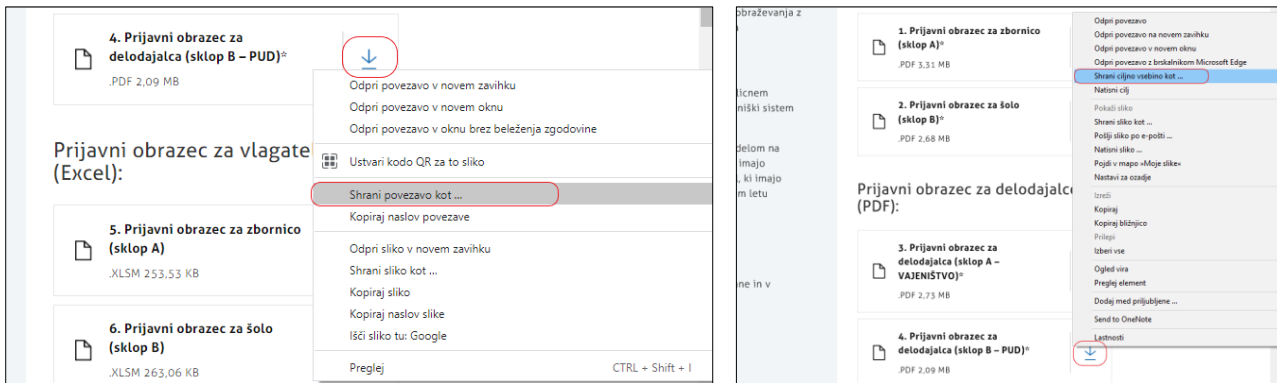 4. Prijavni obrazec za
delodajalca (sklop B – PUD)*
.PDF 2,09 MB
Odpri povezavo v novem zavihku
Odpri povezavo v novem oknu
Odpri povezavo v oknu brez beleženja zgodovine
Prijavni obrazec za vlagate
(Excel):
Ustvari kodo QR za to sliko
Shrani povezavo kot ...
Kopiraj naslov povezave
5. Prijavni obrazec za zbornico
(sklop A)
.XLSM 253,53 KB
Odpri sliko v novem zavihku
Shrani sliko kot ...
Kopiraj sliko
Kopiraj naslov slike
Išči sliko tu: Google
6. Prijavni obrazec za šolo
(sklop B)
.XLSM 263,06 KB
Preglej CTRL + Shift + I
obraževanja z
licnem
niški sistem
delom na
imajo
, ki imajo
m letu
ne in v
1. Prijavni obrazec za zbornico
(sklop A)*
.PDF 3,31 MB
2. Prijavni obrazec za šolo
(sklop B)*
.PDF 2,68 MB
Prijavni obrazec za delodajalc
(PDF):
3. Prijavni obrazec za
delodajalca (sklop A –
VAJENIŠTVO)*
.PDF 2,73 MB
4. Prijavni obrazec za
delodajalca (sklop B – PUD)*
.PDF 2,09 MB
Odpri povezavo
Odpri povezavo na novem zavihku
Odpri povezavo v novem oknu
Odpri povezavo z brskalnikom Microsoft Edge
Shrani ciljno vsebino kot ...
Natisni cilj
Pokaži sliko
Shrani sliko kot ...
Pošlji sliko po e-pošti ...
Natisni sliko ...
Pojdi v mapo »Moje slike«
Nastavi za ozadje
Izreži
Kopiraj
Kopiraj bližnjico
Prilepi
Izberi vse
Ogled vira
Preglej element
Dodaj med priljubljene ...
Send to OneNote
Lastnosti